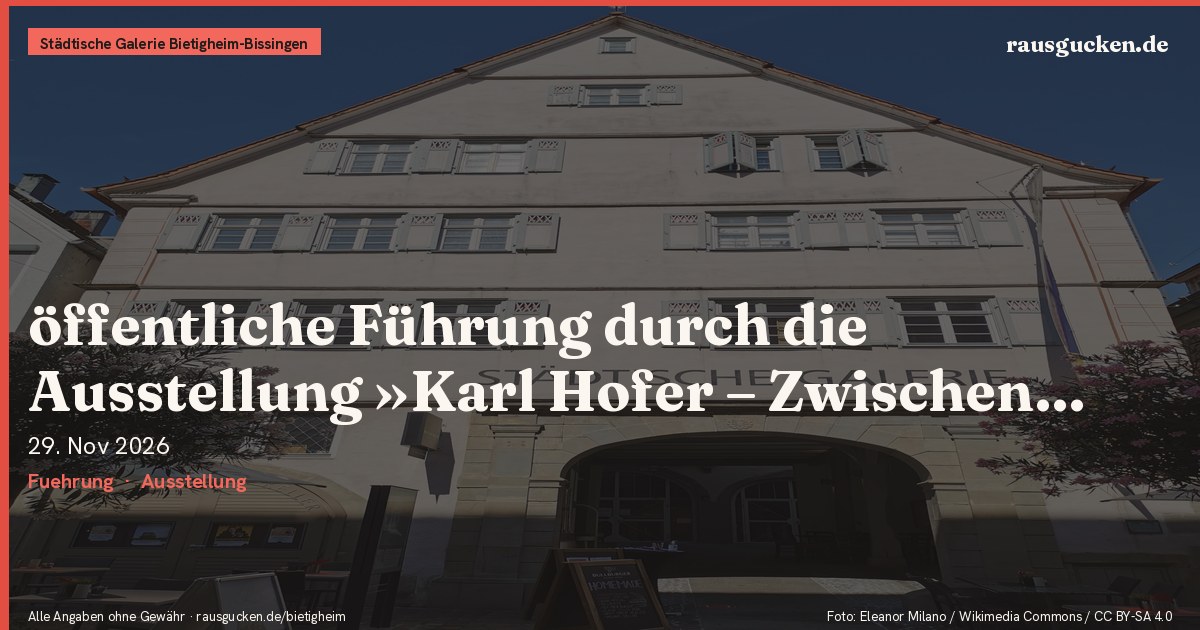 Städtische Galerie Bietigheim-Bissingen
rausgucken.de
STÄDTISCHE GALERIE
öffentliche Führung durch die
Ausstellung »Karl Hofer – Zwischen...
29. Nov 2026
Fuehrung · Ausstellung
HOMEMADE
Alle Angaben ohne Gewähr · rausgucken.de/bietigheim
Foto: Eleanor Milano / Wikimedia Commons / CC BY-SA 4.0